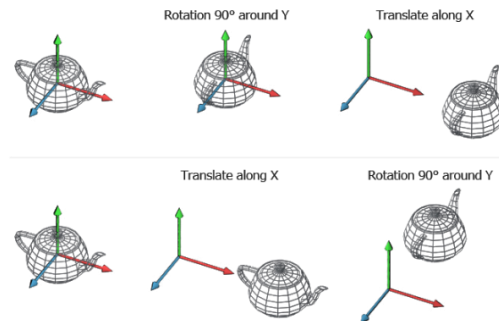 Rotation 90° around Y
Translate along X
Translate along X
Rotation 90° around Y